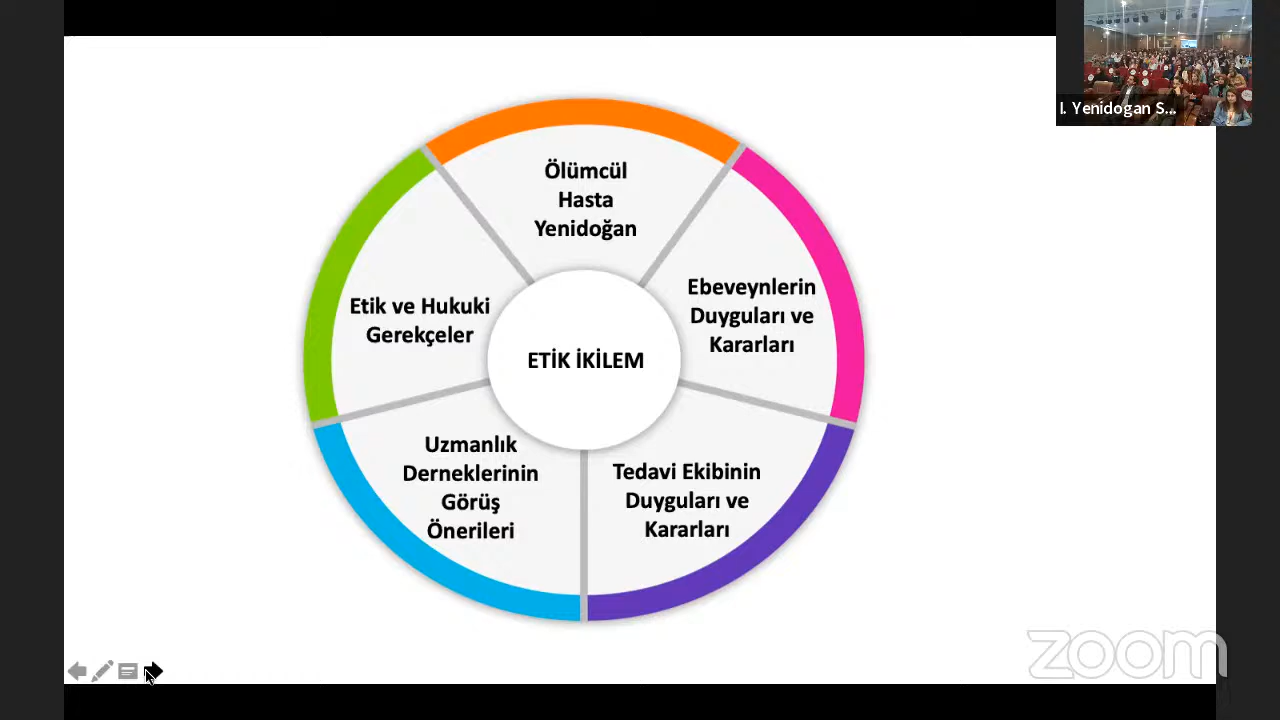 I. Yenidogan S...
Ölümcül
Hasta
Yenidoğan
Ebeveynlerin
Duyguları ve
Kararları
Tedavi Ekibinin
Duyguları ve
Kararları
Uzmanlık
Derneklerinin
Görüş
Önerileri
Etik ve Hukuki
Gerekçeler
ETİK İKİLEM
zoom